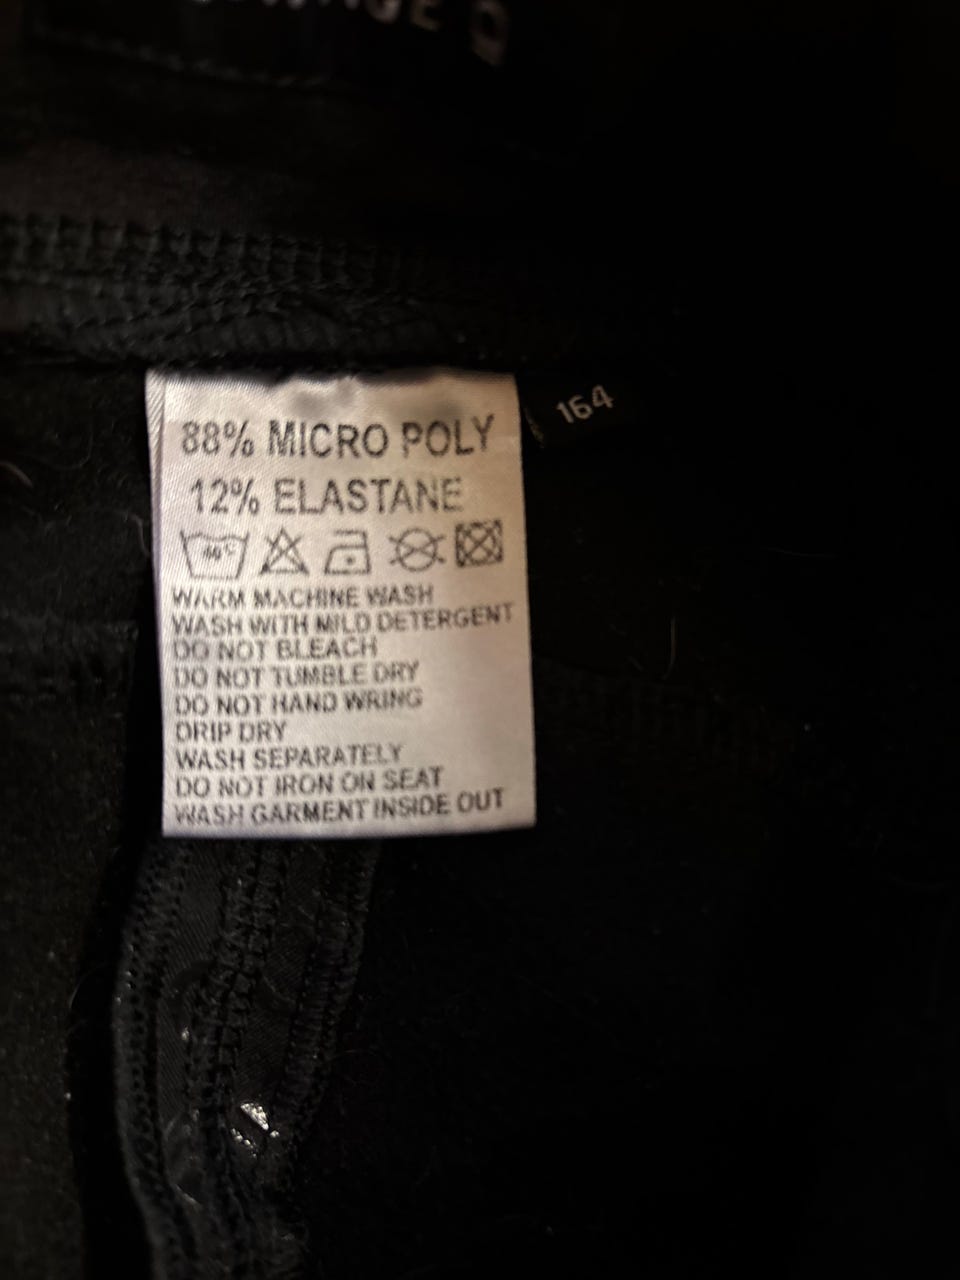 88% MICRO POLY
164
12% ELASTANE
WARM MACHINE WASH
WASH WITH MILD DETERGENT
DO NOT BLEACH
DO NOT TUMBLE DRY
DO NOT HAND WRING
DRIP DRY
WASH SEPARATELY
DO NOT IRON ON SEAT
WASH GARMENT INSIDE OUT